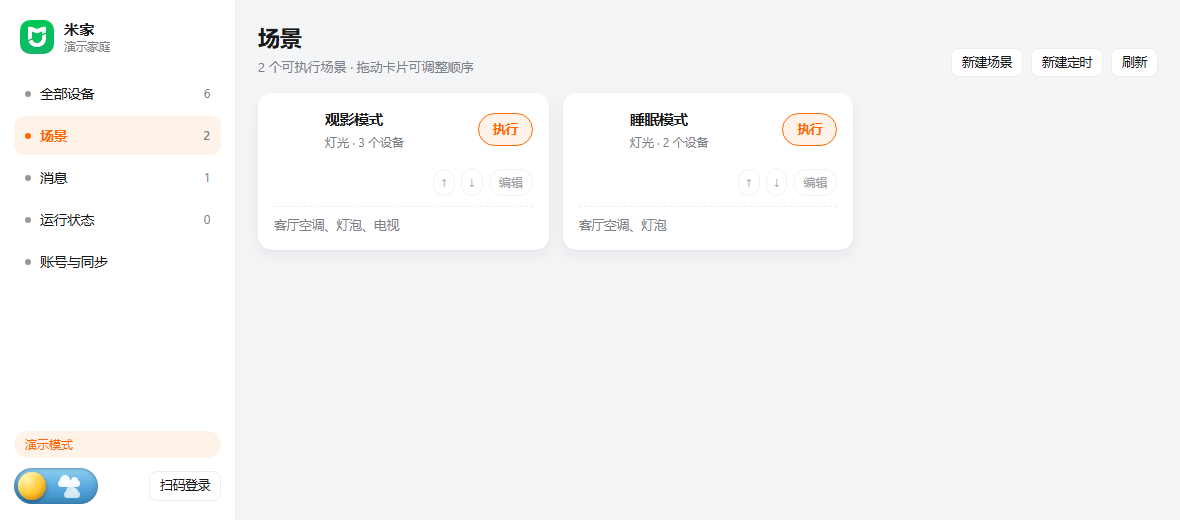 米家
演示家庭
全部设备 6
场景 2
消息 1
运行状态 0
账号与同步
演示模式
扫码登录
场景
2 个可执行场景 · 拖动卡片可调整顺序
新建场景 新建定时 刷新
观影模式
灯光 · 3 个设备
执行
↑ ↓ 编辑
客厅空调、灯泡、电视
睡眠模式
灯光 · 2 个设备
执行
↑ ↓ 编辑
客厅空调、灯泡